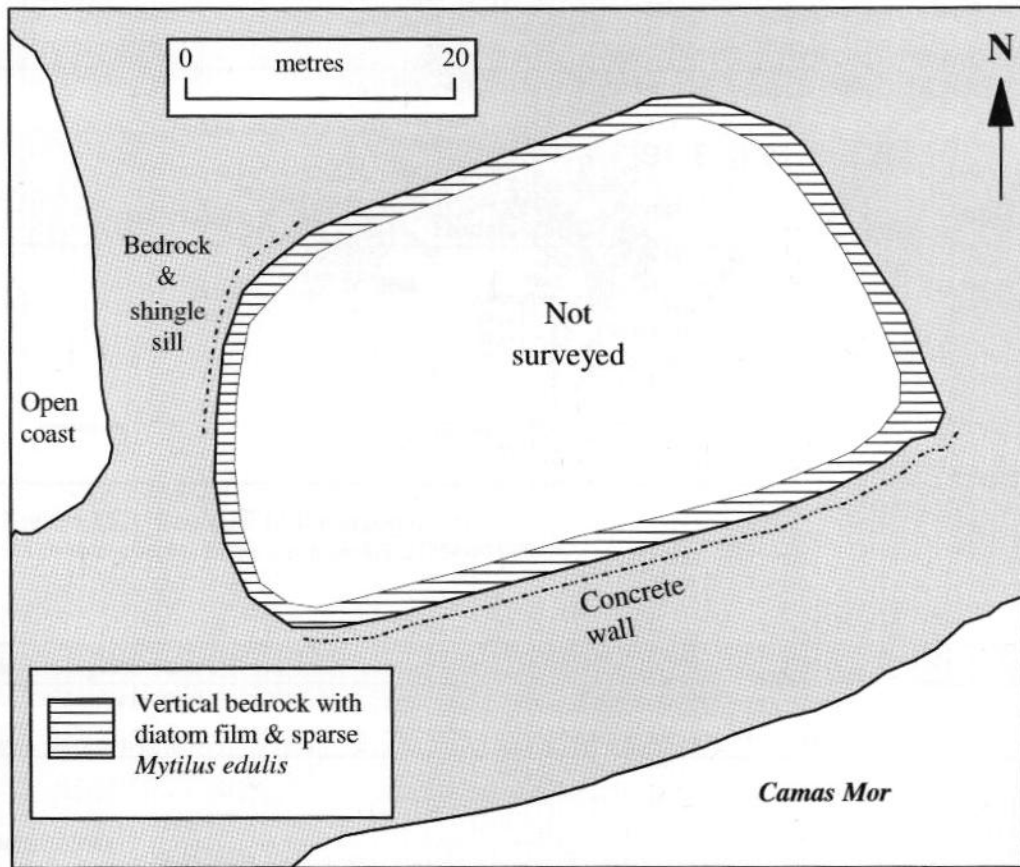 0 metres 20
N
Bedrock
&
shingle
sill
Not
surveyed
Open
coast
Concrete
wall
Vertical bedrock with
diatom film & sparse
Mytilus edulis
Camas Mor